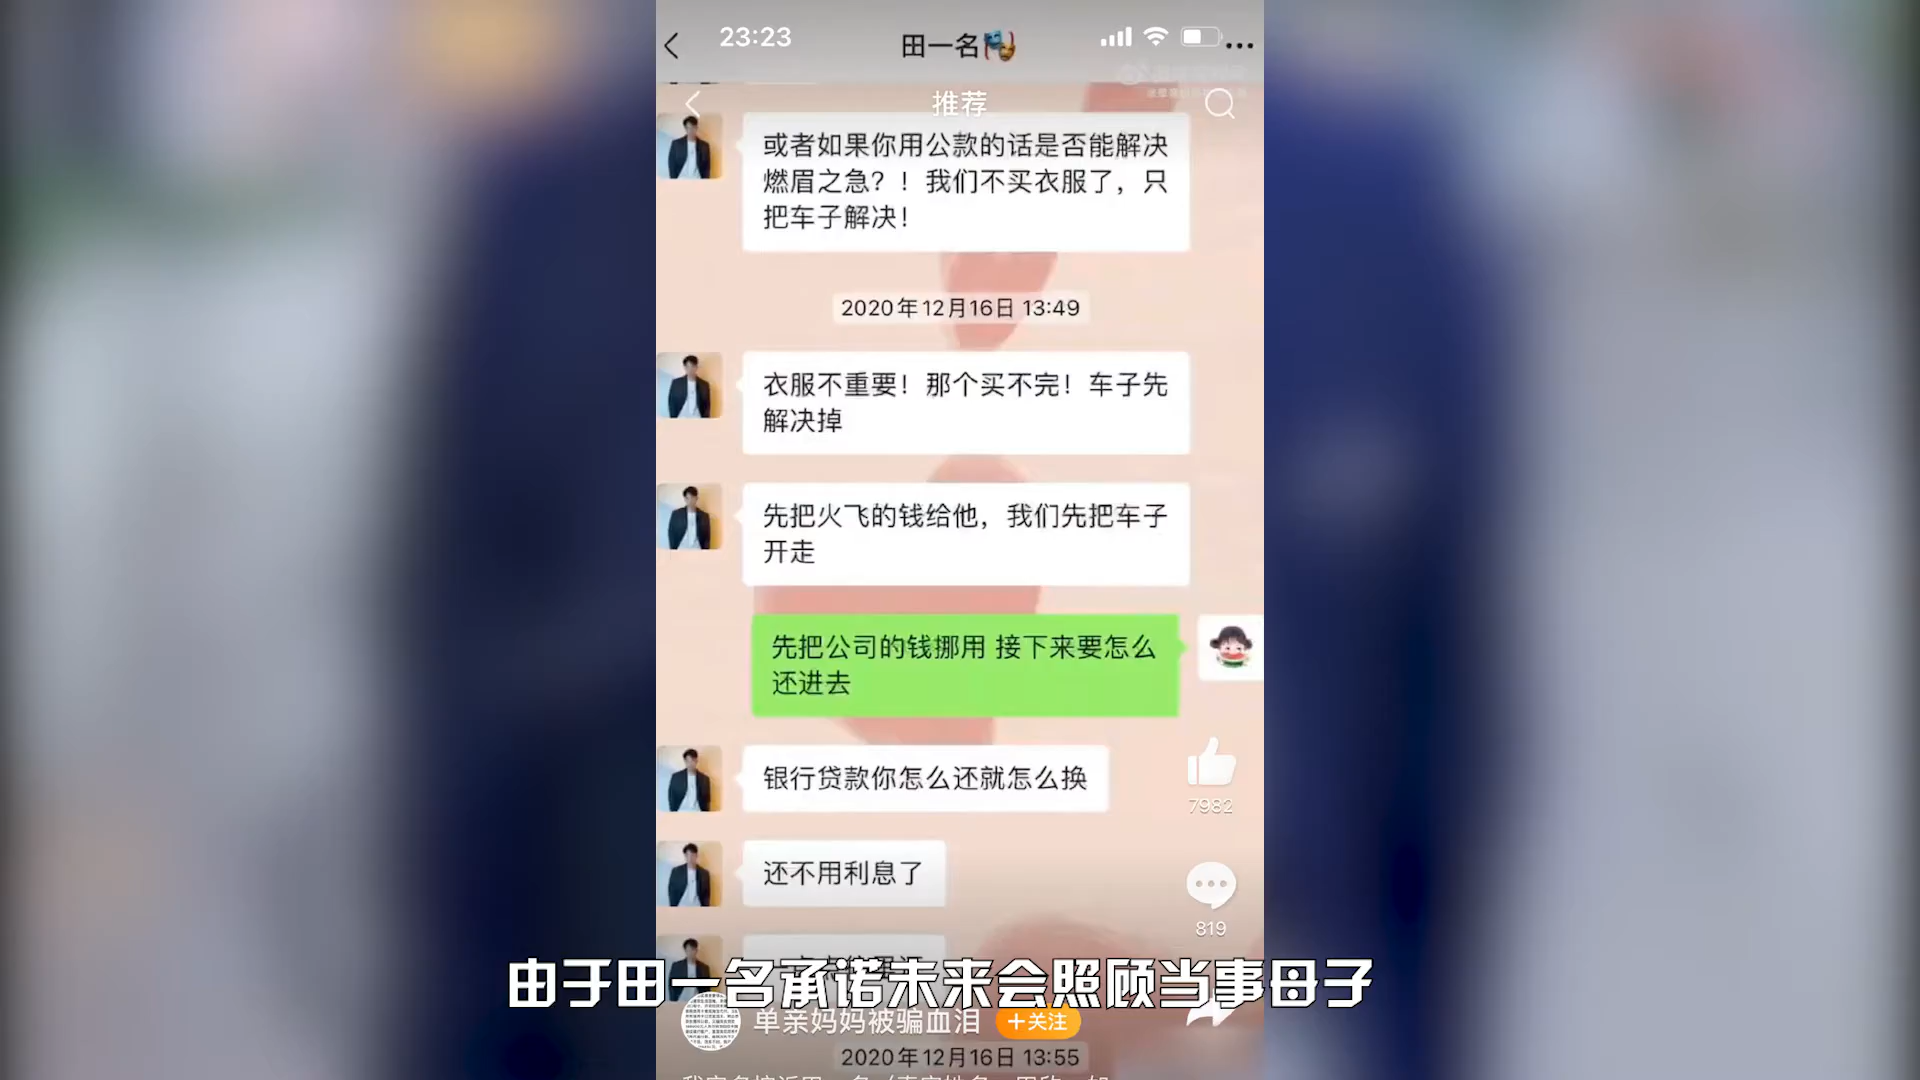 23:23
田一名
推荐
或者如果你用公款的话是否能解决
燃眉之急？！我们不买衣服了，只
把车子解决！
2020年12月16日 13:49
衣服不重要！那个买不完！车子先
解决掉
先把火飞的钱给他，我们先把车子
开走
先把公司的钱挪用 接下来要怎么
还进去
银行贷款你怎么还就怎么换
7982
还不用利息了
819
由于田一名承诺未来会照顾当事母子
单亲妈妈被骗血泪
+关注
2020年12月16日 13:55